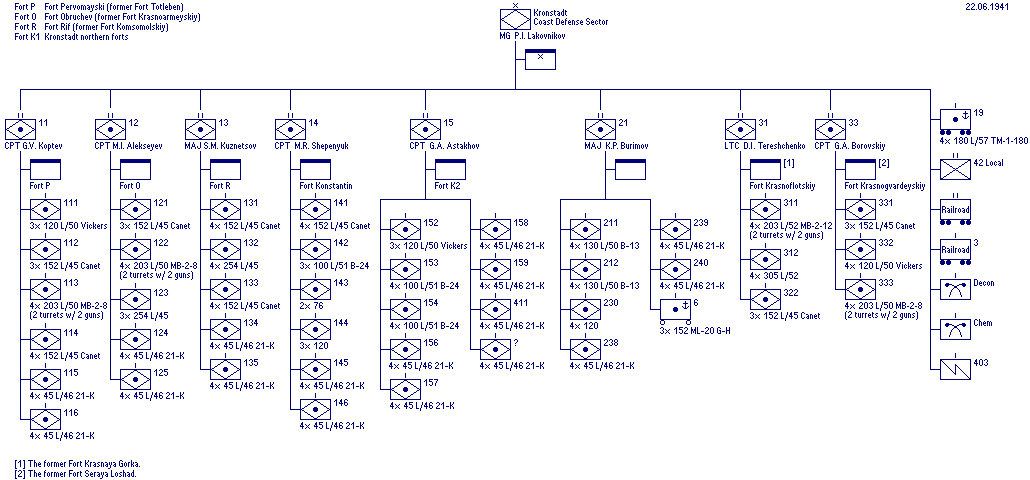 Fort P Fort Pervomayskiy (former Fort Totleben)
Fort O Fort Obruchev (former Fort Krasnoarmeyskiy)
Fort R Fort Rif (former Fort Komsomolskiy)
Fort K1 Kronstadt northern forts
22.06.1941
Kronstadt
Coast Defense Sector
MG P.I. Lakovnikov
11
CPT G.V. Koptev
Fort P
111
3x 120 L/50 Vickers
112
3x 152 L/45 Canet
113
4x 203 L/50 MB-2-8
(2 turrets w/ 2 guns)
114
4x 152 L/45 Canet
115
4x 45 L/46 21-K
116
4x 45 L/46 21-K
12
CPT M.I. Alekseyev
Fort O
121
3x 152 L/45 Canet
122
4x 203 L/50 MB-2-8
(2 turrets w/ 2 guns)
123
3x 254 L/45
124
4x 45 L/46 21-K
125
4x 45 L/46 21-K
13
MAJ S.M. Kuznetsov
Fort R
131
4x 152 L/45 Canet
132
4x 254 L/45
133
4x 152 L/45 Canet
134
4x 45 L/46 21-K
135
4x 45 L/46 21-K
14
CPT M.R. Shepenyuk
Fort Konstantin
141
4x 152 L/45 Canet
142
3x 100 L/51 B-24
143
2x 76
144
3x 120
145
4x 45 L/46 21-K
146
4x 45 L/46 21-K
15
CPT G.A. Astakhov
Fort K2
152
3x 120 L/50 Vickers
153
4x 100 L/51 B-24
154
4x 100 L/51 B-24
156
4x 45 L/46 21-K
157
4x 45 L/46 21-K
158
4x 45 L/46 21-K
159
4x 45 L/46 21-K
411
4x 45 L/46 21-K
?
4x 45 L/46 21-K
21
MAJ K.P. Burimov
211
4x 130 L/50 B-13
212
4x 130 L/50 B-13
230
4x 120
238
4x 45 L/46 21-K
239
4x 45 L/46 21-K
240
4x 45 L/46 21-K
6
3x 152 ML-20 G-H
31
LTC D.I. Tereshchenko
[1]
Fort Krasnoflotskiy
311
4x 203 L/52 MB-2-12
(2 turrets w/ 2 guns)
312
4x 305 L/52
322
3x 152 L/45 Canet
33
CPT G.A. Borovskiy
[2]
Fort Krasnogvardeyskiy
331
3x 152 L/45 Canet
332
4x 120 L/50 Vickers
333
4x 203 L/50 MB-2-8
(2 turrets w/ 2 guns)
19
4x 180 L/57 TM-1-180
42 Local
Railroad
3
Railroad
Decon
Chem
403
[1] The former Fort Krasnaya Gorka.
[2] The former Fort Seraya Loshad.